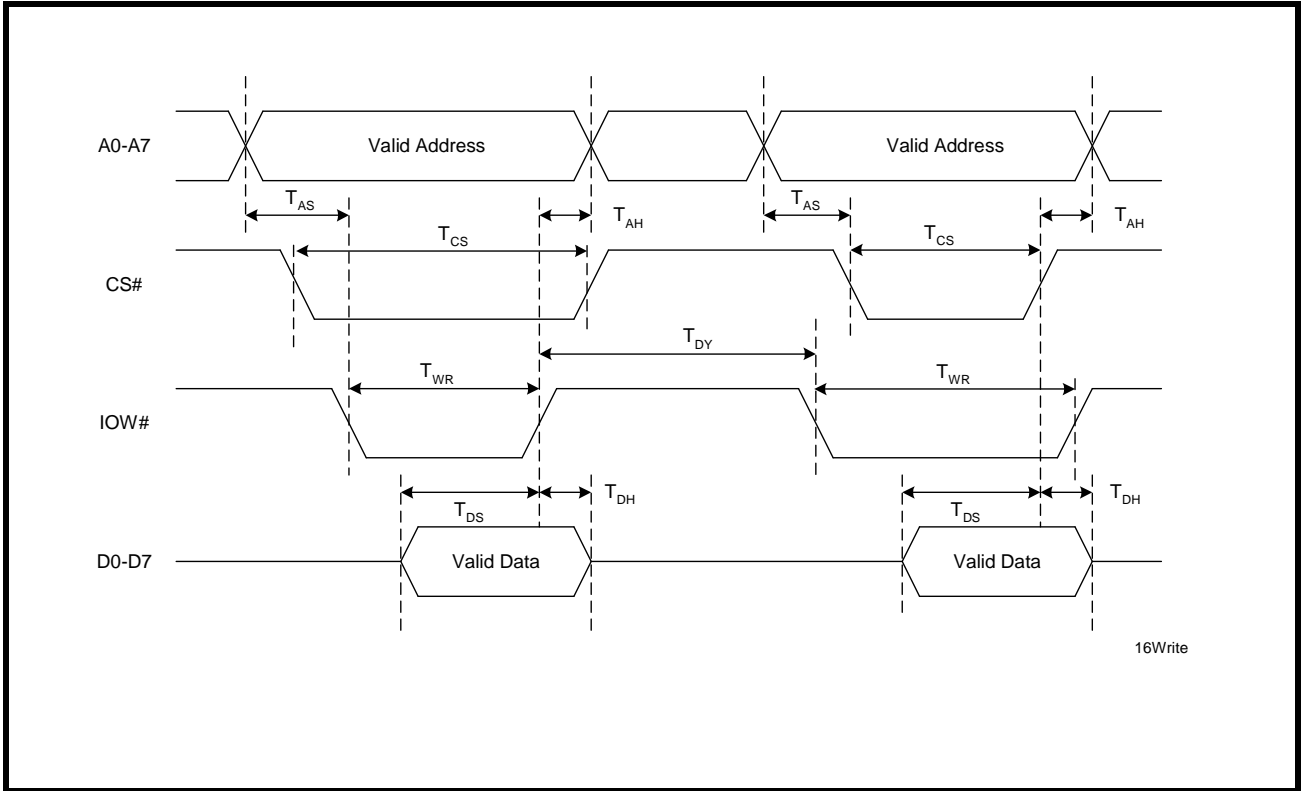 A0-A7
Valid Address
Valid Address
TAS
TAH
TAS
TAH
TCS
TCS
CS#
TDY
TWR
TWR
IOW#
TDS
TDH
TDS
TDH
D0-D7
Valid Data
Valid Data
16Write